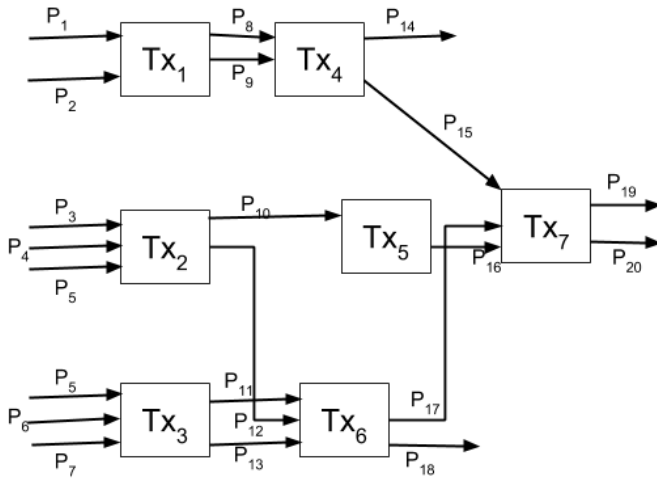 P₁
P₂
Tx₁
P₈
P₉
Tx₄
P₁₄
P₁₅
P₃
P₄
P₅
Tx₂
P₁₀
Tx₅
P₁₆
Tx₇
P₁₉
P₂₀
P₅
P₆
P₇
Tx₃
P₁₁
P₁₂
P₁₃
Tx₆
P₁₇
P₁₈